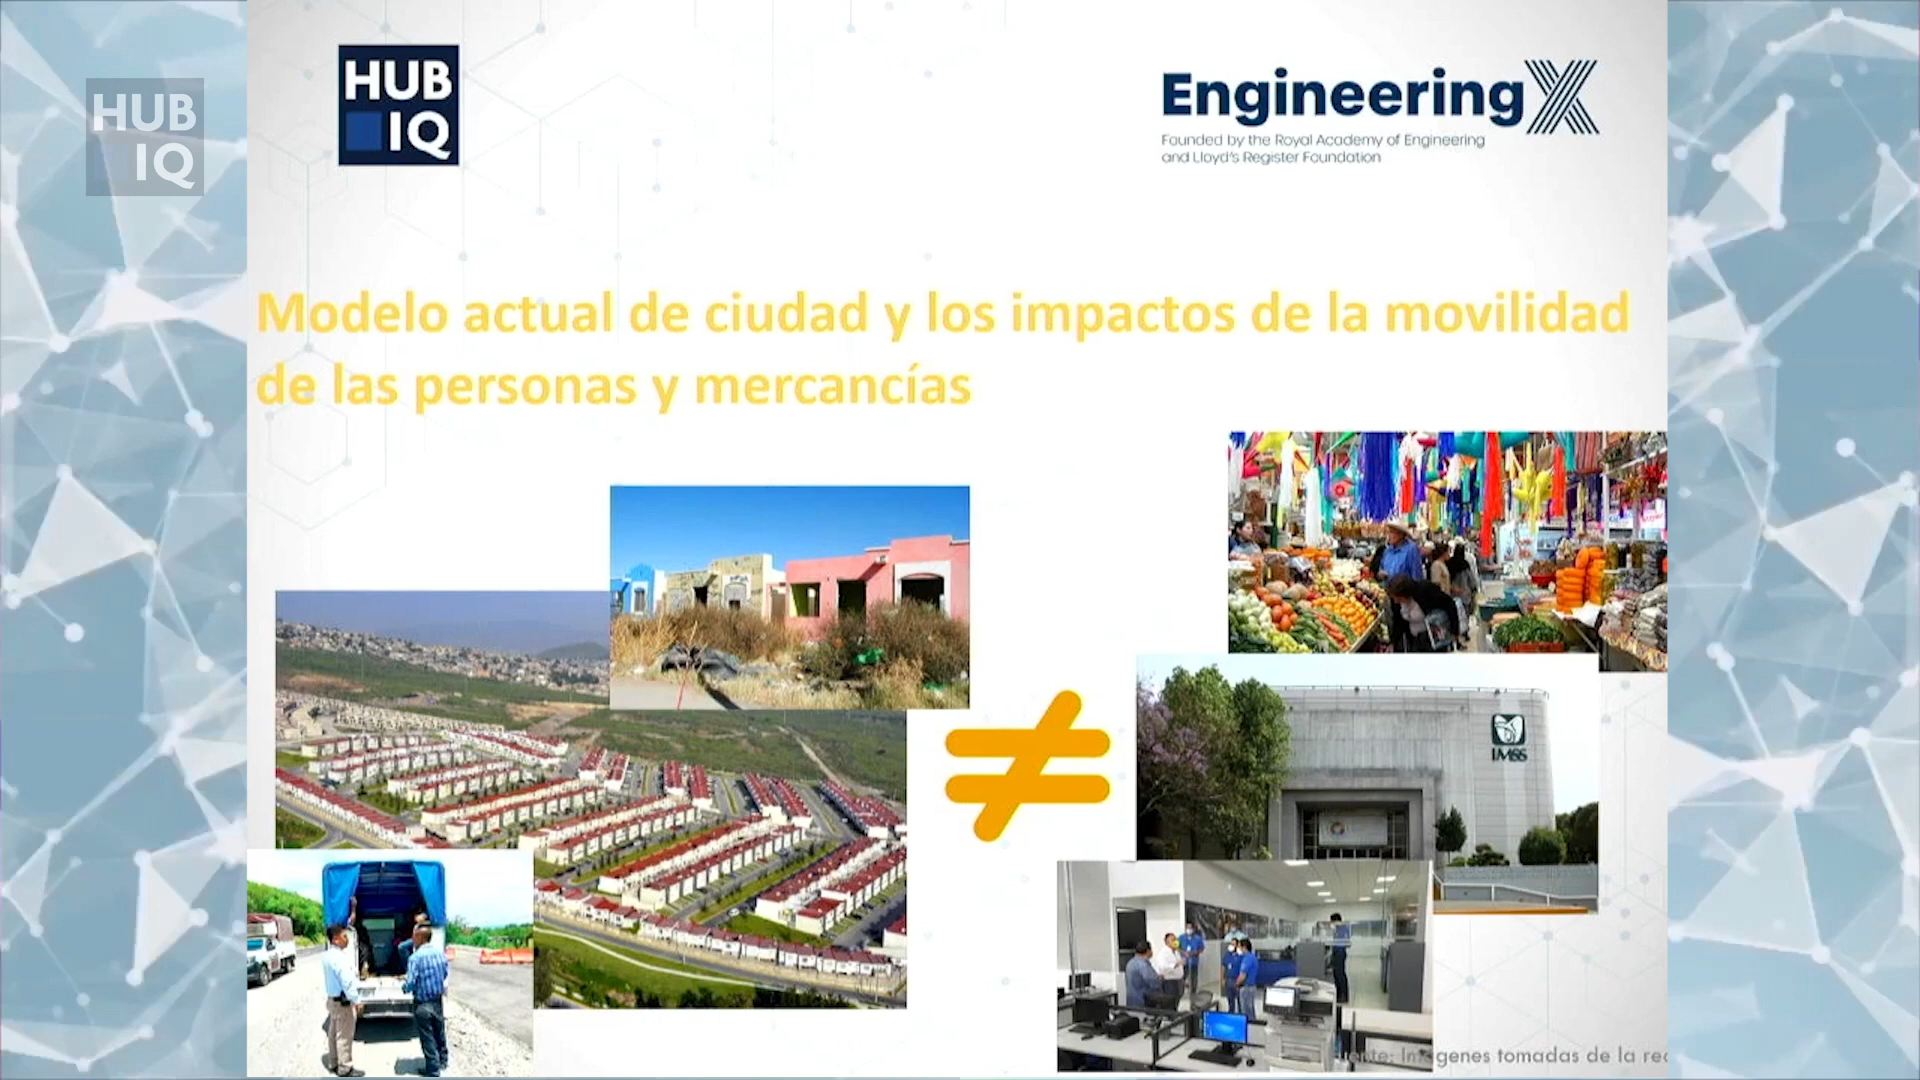 HUB
IQ
HUB
IQ
EngineeringX
Founded by the Royal Academy of Engineering
and Lloyd's Register Foundation
Modelo actual de ciudad y los impactos de la movilidad
de las personas y mercancías
IMSS
Imágenes tomadas de la